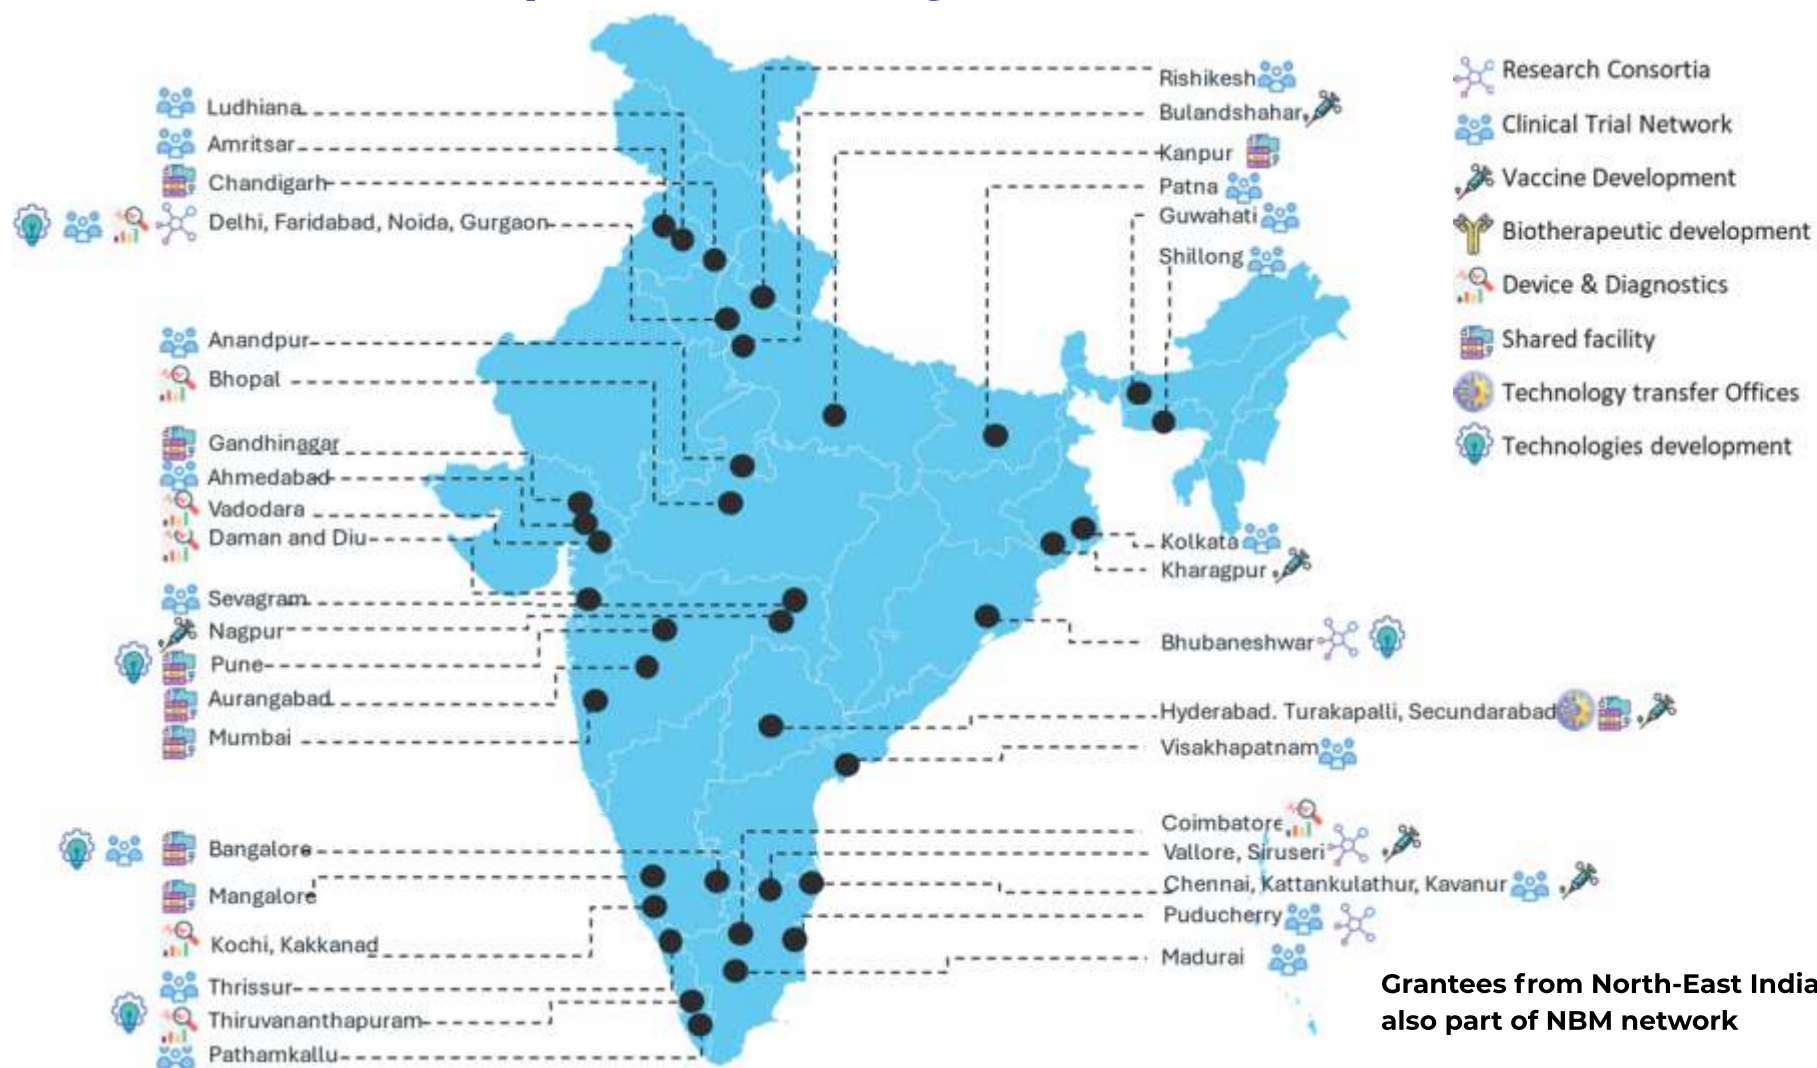 Ludhiana
Amritsar
Chandigarh
Delhi, Faridabad, Noida, Gurgaon
Anandpur
Bhopal
Gandhinagar
Ahmedabad
Vadodara
Daman and Diu
Sevagram
Nagpur
Pune
Aurangabad
Mumbai
Bangalore
Mangalore
Kochi, Kakkanad
Thrissur
Thiruvananthapuram
Pathamkallu
Rishikesh
Bulandshahar
Kanpur
Patna
Guwahati
Shillong
Kolkata
Kharagpur
Bhubaneshwar
Hyderabad. Turakapalli, Secundarabad
Visakhapatnam
Coimbatore
Vallore, Siruseri
Chennai, Kattankulathur, Kavanur
Puducherry
Madurai
Research Consortia
Clinical Trial Network
Vaccine Development
Biotherapeutic development
Device & Diagnostics
Shared facility
Technology transfer Offices
Technologies development
Grantees from North-East India
also part of NBM network